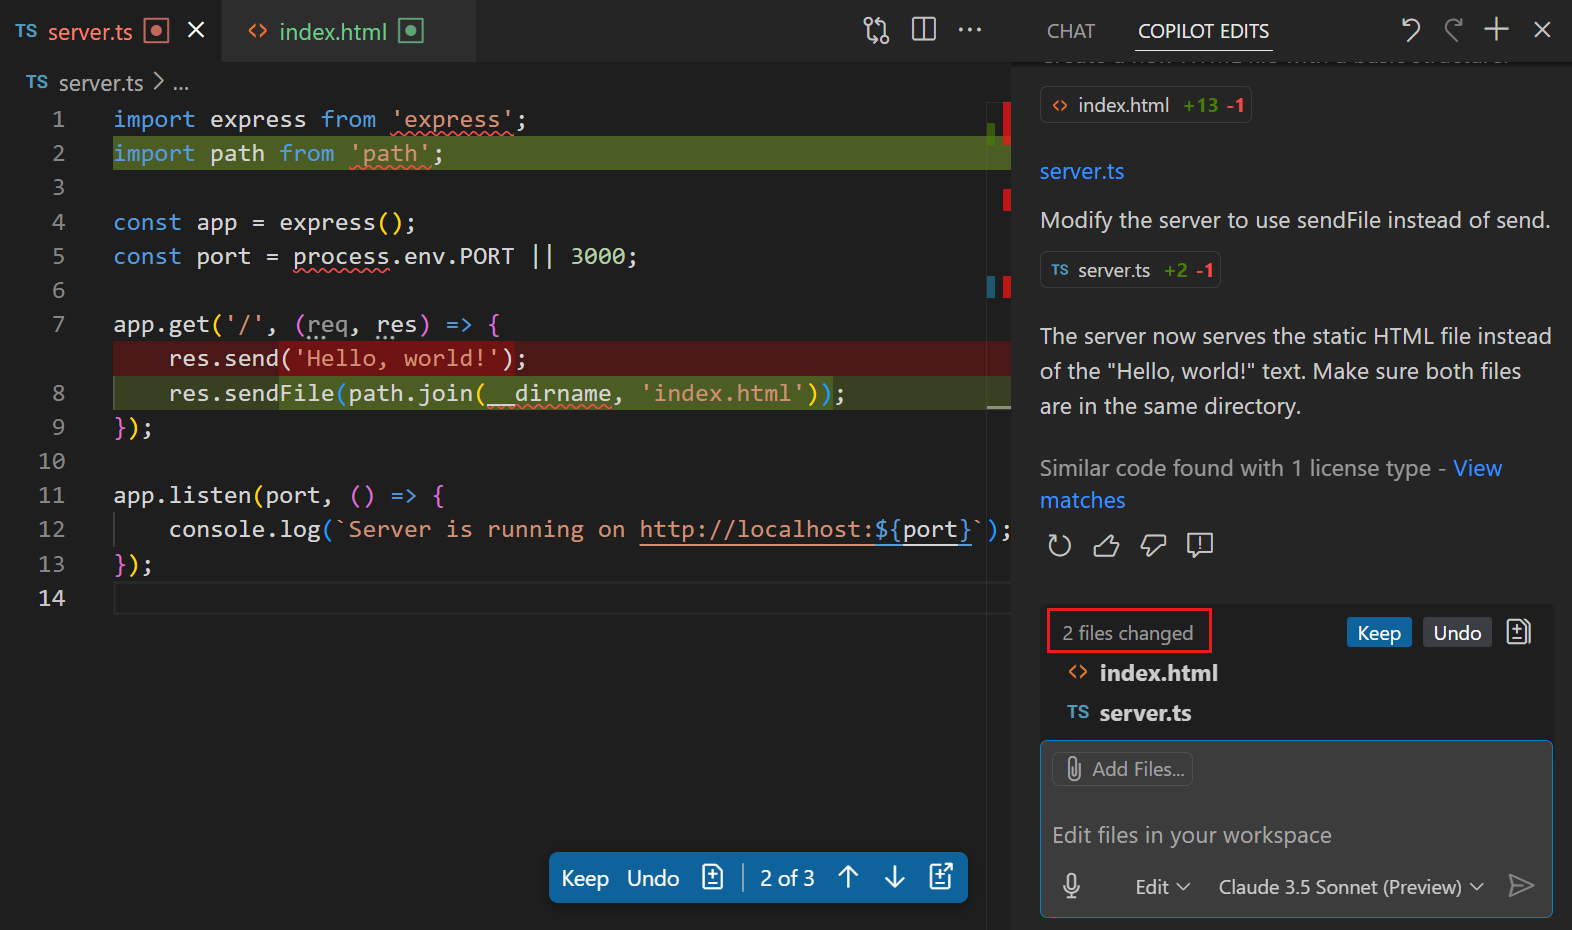 TS server.ts
index.html
TS server.ts > ...
1 import express from 'express';
2 import path from 'path';
3
4 const app = express();
5 const port = process.env.PORT || 3000;
6
7 app.get('/', (req, res) => {
res.send('Hello, world!');
8 res.sendFile(path.join(__dirname, 'index.html'));
9 });
10
11 app.listen(port, () => {
12 console.log(`Server is running on http://localhost:${port}`);
13 });
14
Keep Undo 2 of 3
CHAT COPILOT EDITS
index.html +13 -1
server.ts
Modify the server to use sendFile instead of send.
TS server.ts +2 -1
The server now serves the static HTML file instead
of the "Hello, world!" text. Make sure both files
are in the same directory.
Similar code found with 1 license type - View
matches
2 files changed Keep Undo
index.html
TS server.ts
Add Files...
Edit files in your workspace
Edit Claude 3.5 Sonnet (Preview)